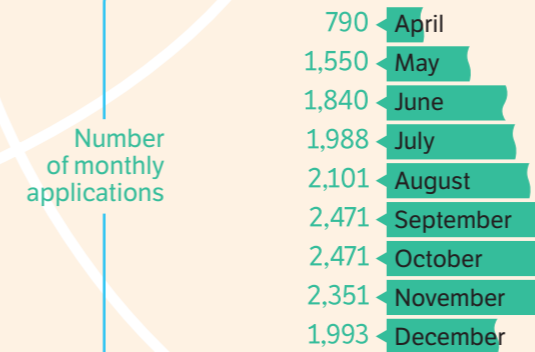 Number
of monthly
applications
790 April
1,550 May
1,840 June
1,988 July
2,101 August
2,471 September
2,471 October
2,351 November
1,993 December